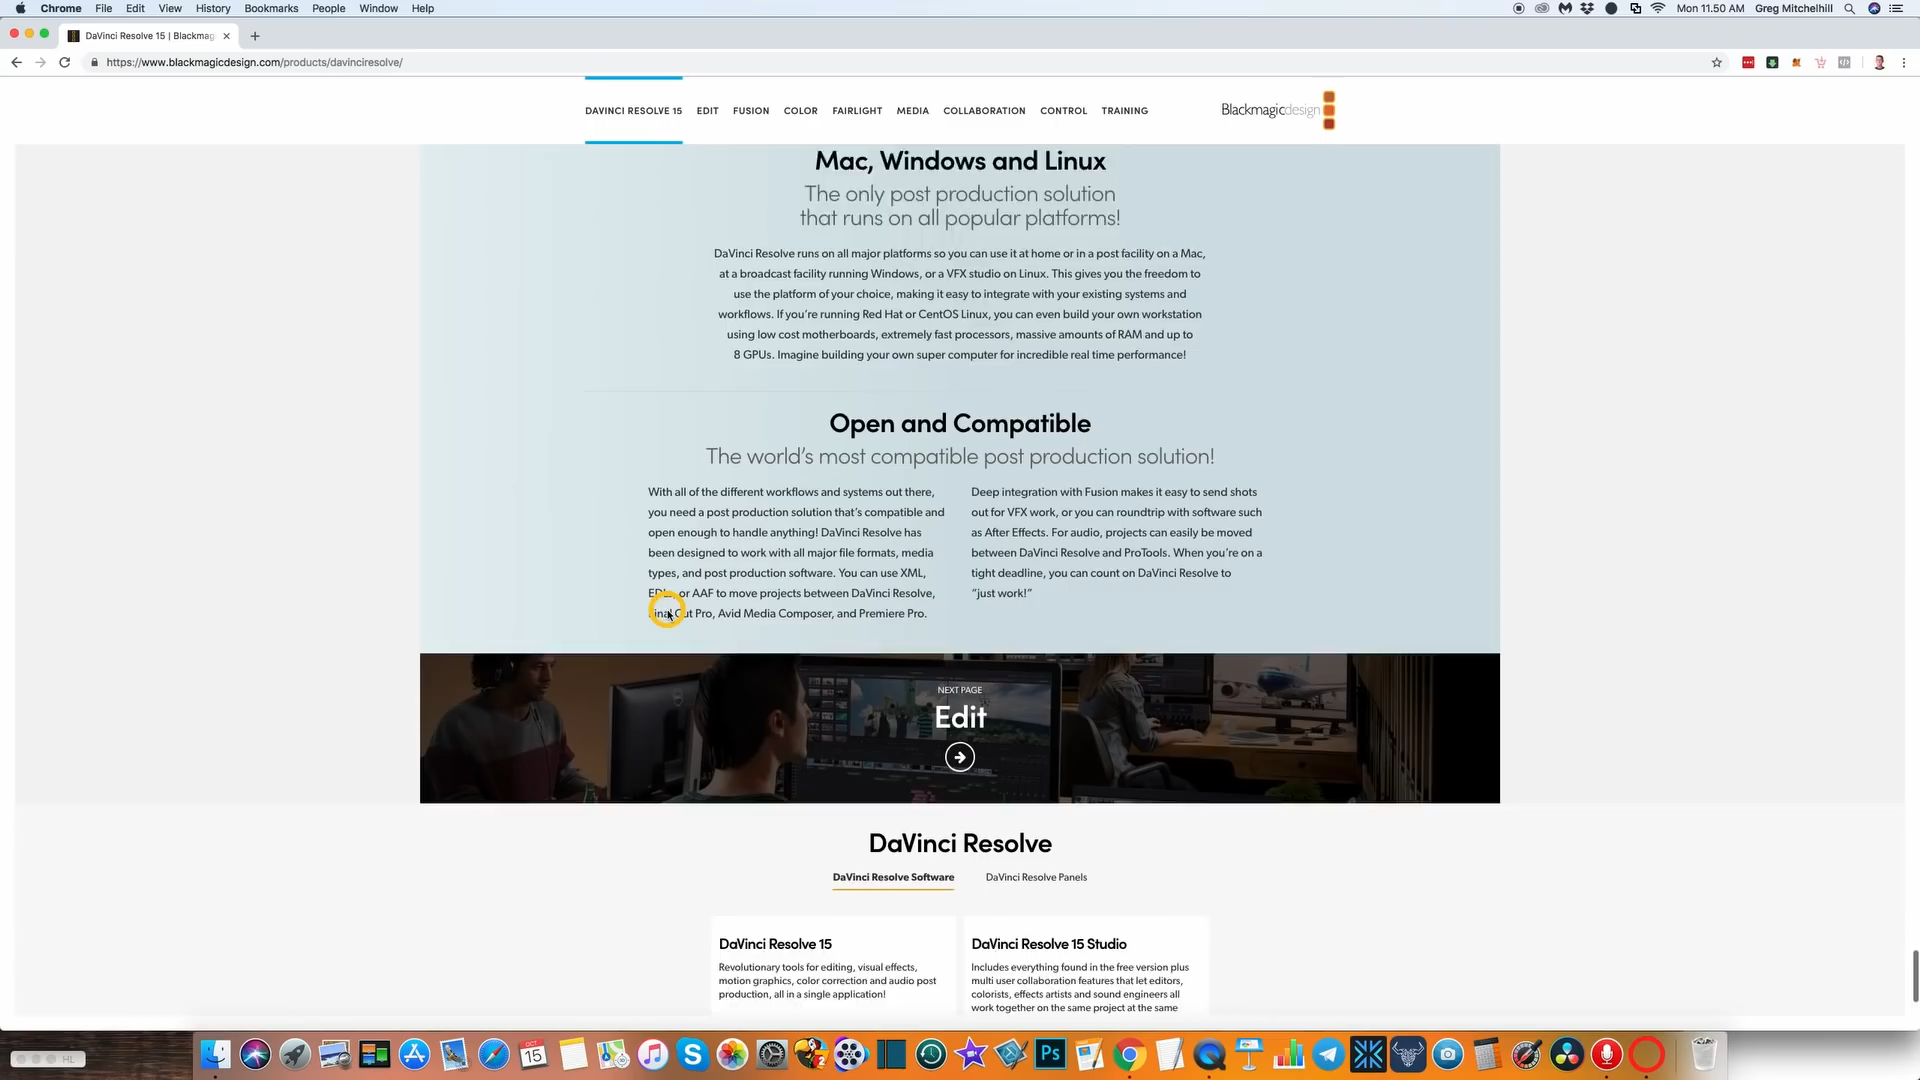 Chrome File Edit View History Bookmarks People Window Help
Mon 11.50 AM Greg Mitchelhill
DaVinci Resolve 15 | Blackmag
https://www.blackmagicdesign.com/products/davinciresolve/
DAVINCI RESOLVE 15 EDIT FUSION COLOR FAIRLIGHT MEDIA COLLABORATION CONTROL TRAINING
Blackmagicdesign
Mac, Windows and Linux
The only post production solution
that runs on all popular platforms!
DaVinci Resolve runs on all major platforms so you can use it at home or in a post facility on a Mac,
at a broadcast facility running Windows, or a VFX studio on Linux. This gives you the freedom to
use the platform of your choice, making it easy to integrate with your existing systems and
workflows. If you're running Red Hat or CentOS Linux, you can even build your own workstation
using low cost motherboards, extremely fast processors, massive amounts of RAM and up to
8 GPUs. Imagine building your own super computer for incredible real time performance!
Open and Compatible
The world's most compatible post production solution!
With all of the different workflows and systems out there,
you need a post production solution that's compatible and
open enough to handle anything! DaVinci Resolve has
been designed to work with all major file formats, media
types, and post production software. You can use XML,
EDL, or AAF to move projects between DaVinci Resolve,
Final Cut Pro, Avid Media Composer, and Premiere Pro.
Deep integration with Fusion makes it easy to send shots
out for VFX work, or you can roundtrip with software such
as After Effects. For audio, projects can easily be moved
between DaVinci Resolve and ProTools. When you're on a
tight deadline, you can count on DaVinci Resolve to
"just work!"
NEXT PAGE
Edit
DaVinci Resolve
DaVinci Resolve Software DaVinci Resolve Panels
DaVinci Resolve 15
Revolutionary tools for editing, visual effects,
motion graphics, color correction and audio post
production, all in a single application!
DaVinci Resolve 15 Studio
Includes everything found in the free version plus
multi user collaboration features that let editors,
colorists, effects artists and sound engineers all
work together on the same project at the same
HL
OCT
15
Ps